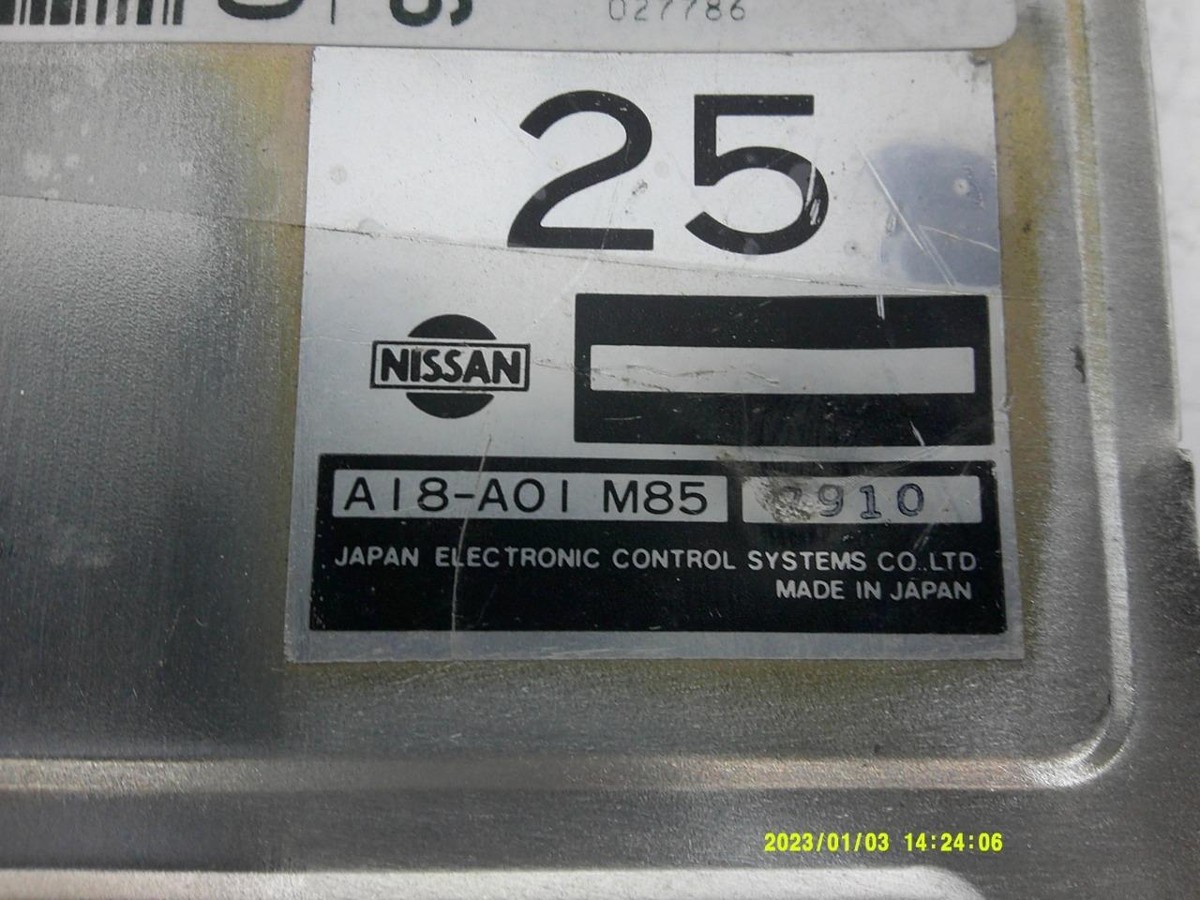 027786
25
NISSAN
A18-A01 M85 910
JAPAN ELECTRONIC CONTROL SYSTEMS CO.,LTD.
MADE IN JAPAN
2023/01/03 14:24:06